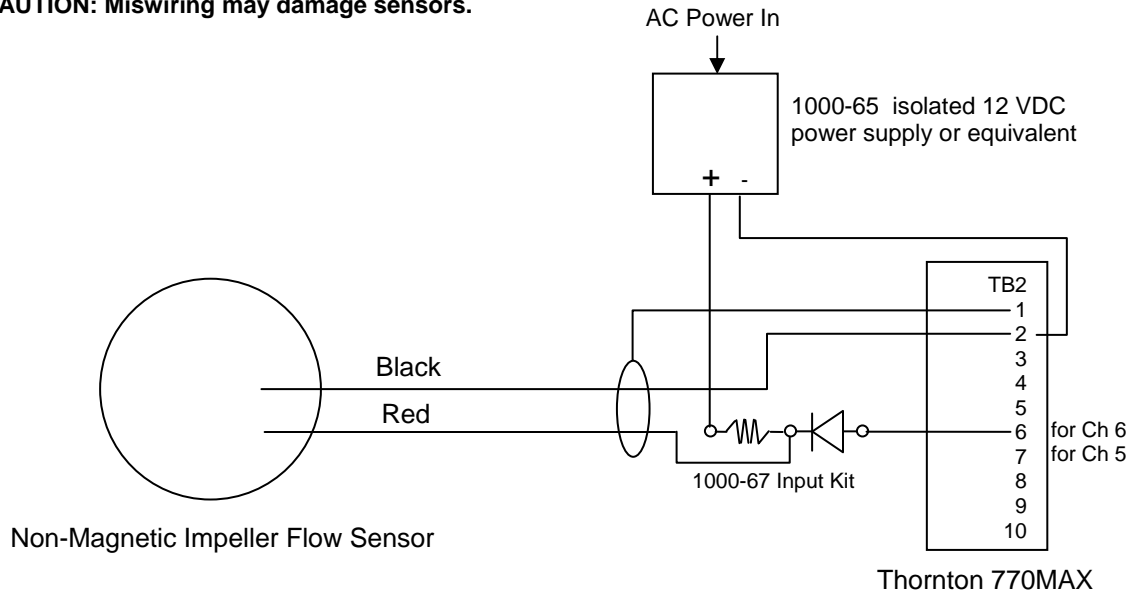 AUTION: Miswiring may damage sensors.
AC Power In
1000-65 isolated 12 VDC
power supply or equivalent
+ -
TB2
1
2
3
4
5
6 for Ch 6
7 for Ch 5
8
9
10
Black
Red
1000-67 Input Kit
Non-Magnetic Impeller Flow Sensor
Thornton 770MAX